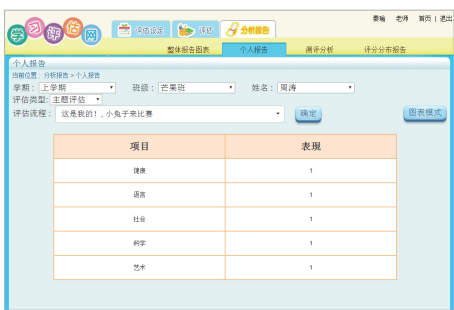 学习评估网
评估设定 评估 分析报告
秦瑜 老师 首页 | 退出
整体报告图表 个人报告 测评分析 评分分布报告
个人报告
当前位置：分析报告 > 个人报告
学期：上学期 班级：芒果班 姓名：周涛
评估类型：主题评估
评估流程：这是我的！, 小兔子来比赛 确定 图表模式
项目 表现
健康 1
语言 1
社会 1
科学 1
艺术 1